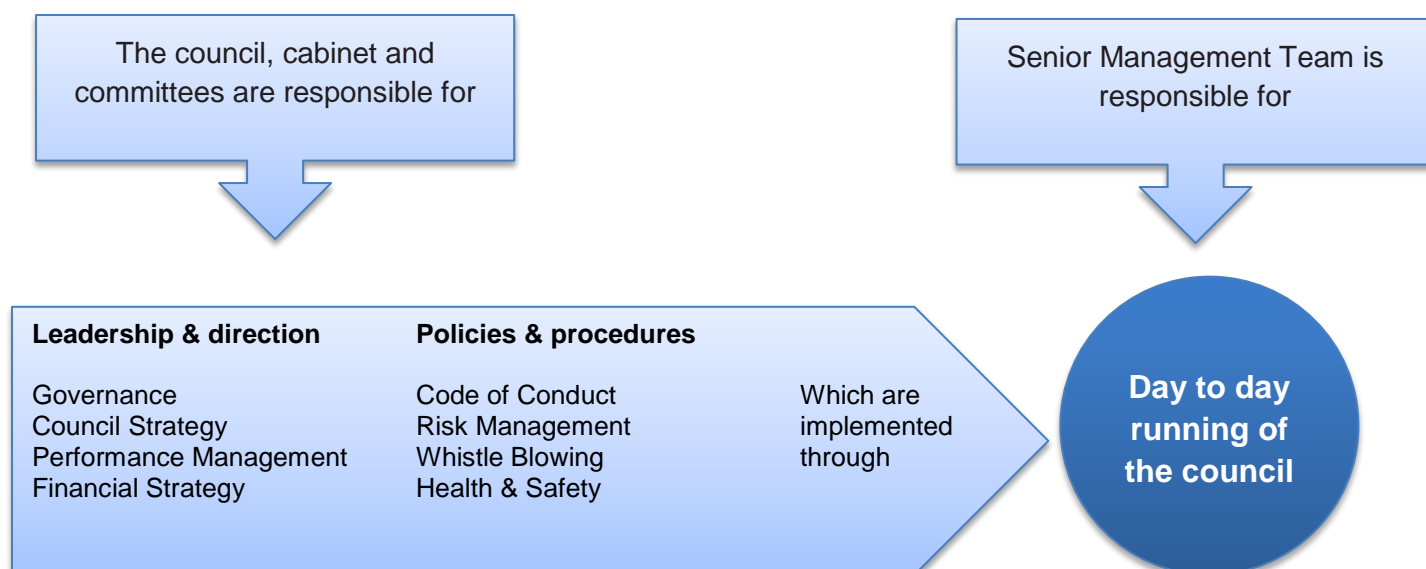 The council, cabinet and
committees are responsible for
Senior Management Team is
responsible for
Leadership & direction
Governance
Council Strategy
Performance Management
Financial Strategy
Policies & procedures
Code of Conduct
Risk Management
Whistle Blowing
Health & Safety
Which are
implemented
through
Day to day
running of
the council